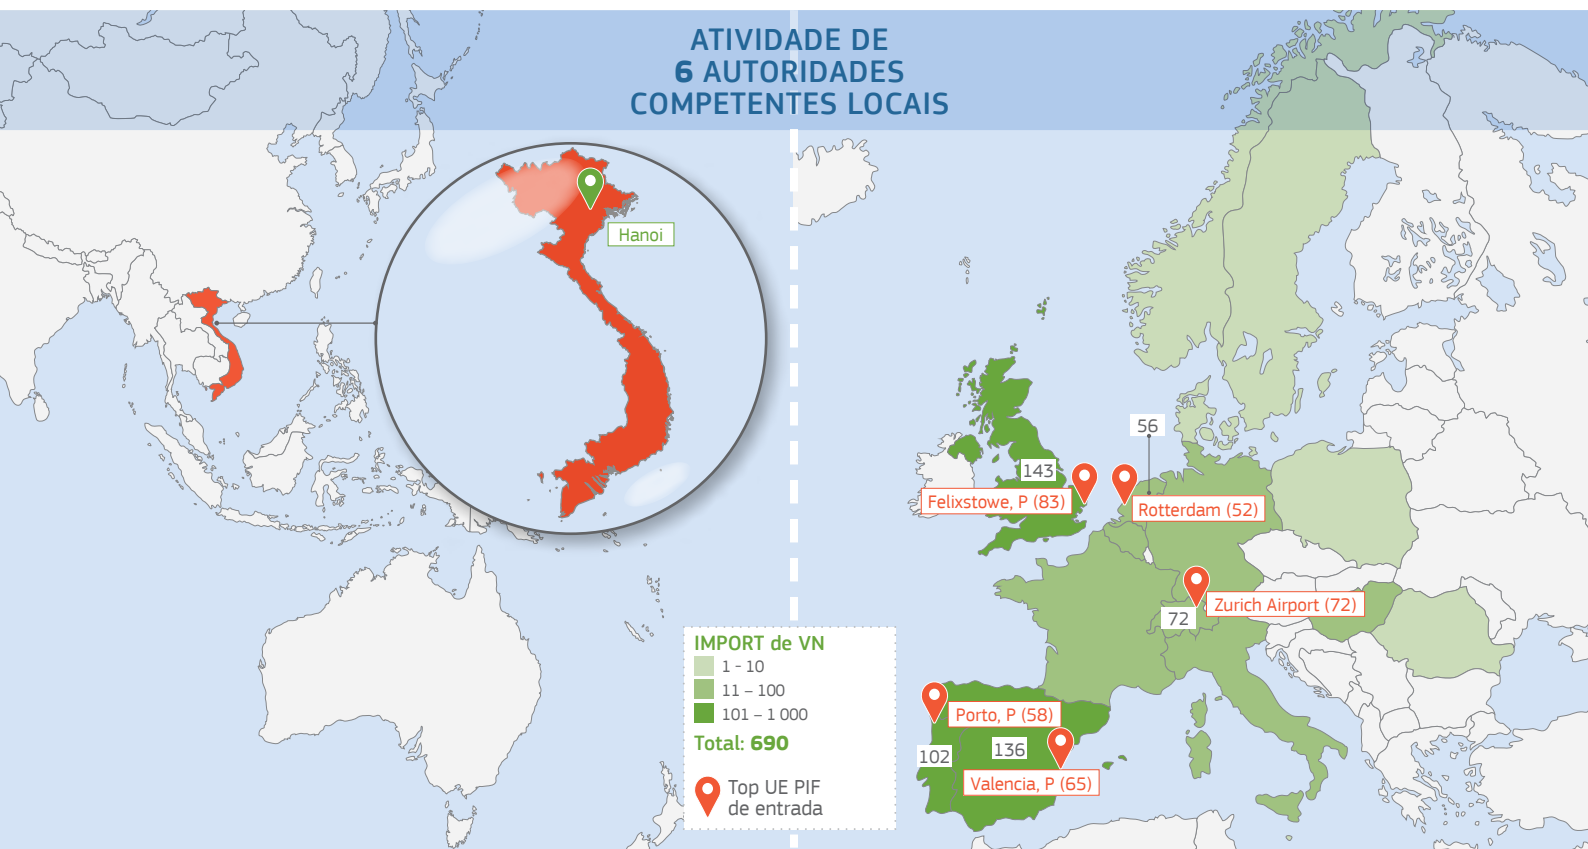 ATIVIDADE DE
6 AUTORIDADES
COMPETENTES LOCAIS
Hanoi
56
143
Felixstowe, P (83)
Rotterdam (52)
Zurich Airport (72)
72
Porto, P (58)
102
136
Valencia, P (65)
IMPORT de VN
1 - 10
11 – 100
101 – 1 000
Total: 690
Top UE PIF
de entrada